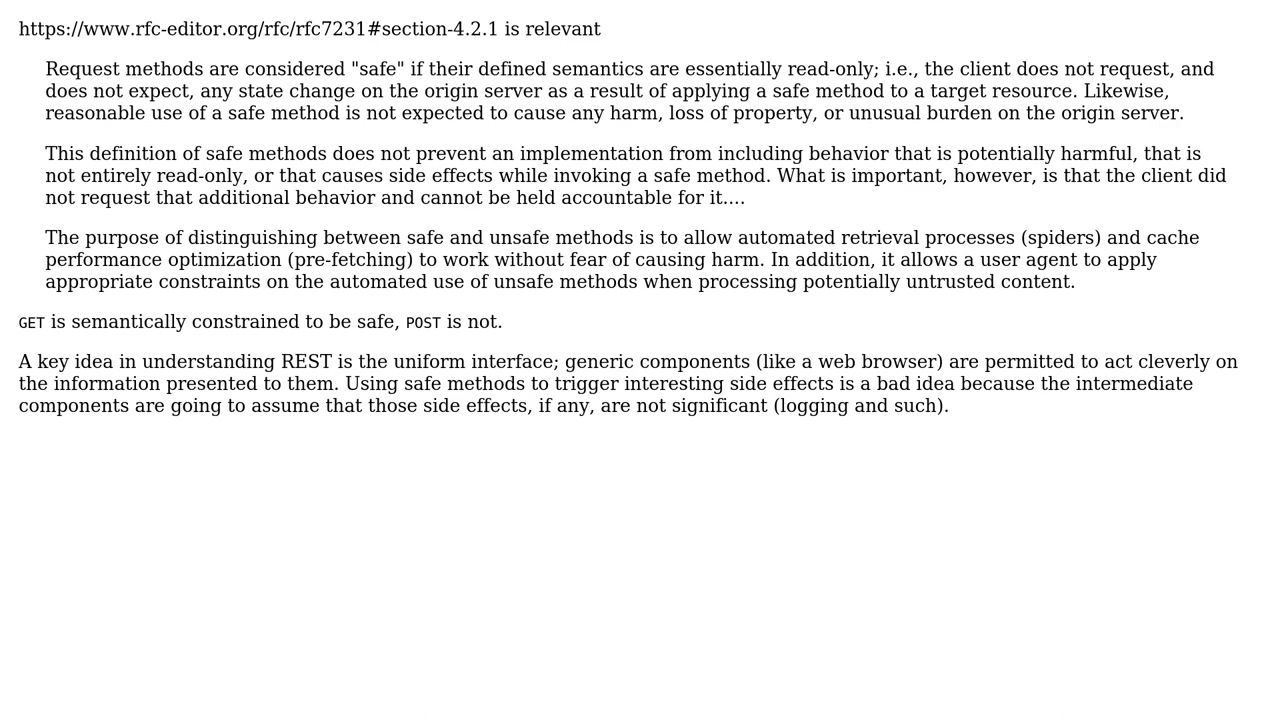 https://www.rfc-editor.org/rfc/rfc7231#section-4.2.1 is relevant
Request methods are considered "safe" if their defined semantics are essentially read-only; i.e., the client does not request, and
does not expect, any state change on the origin server as a result of applying a safe method to a target resource. Likewise,
reasonable use of a safe method is not expected to cause any harm, loss of property, or unusual burden on the origin server.
This definition of safe methods does not prevent an implementation from including behavior that is potentially harmful, that is
not entirely read-only, or that causes side effects while invoking a safe method. What is important, however, is that the client did
not request that additional behavior and cannot be held accountable for it....
The purpose of distinguishing between safe and unsafe methods is to allow automated retrieval processes (spiders) and cache
performance optimization (pre-fetching) to work without fear of causing harm. In addition, it allows a user agent to apply
appropriate constraints on the automated use of unsafe methods when processing potentially untrusted content.
GET is semantically constrained to be safe, POST is not.
A key idea in understanding REST is the uniform interface; generic components (like a web browser) are permitted to act cleverly on
the information presented to them. Using safe methods to trigger interesting side effects is a bad idea because the intermediate
components are going to assume that those side effects, if any, are not significant (logging and such).